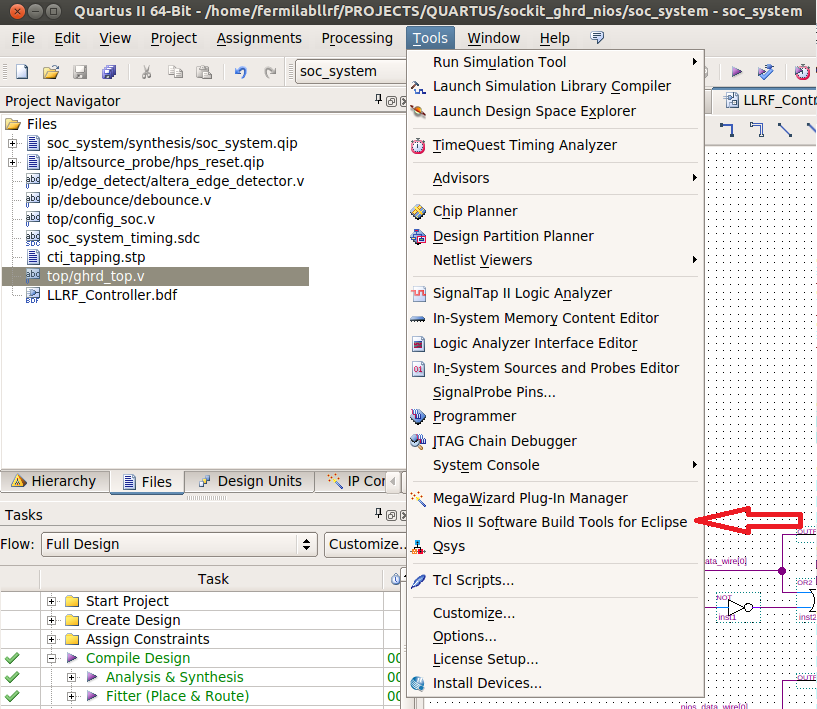 Quartus II 64-Bit - /home/fermilabllrf/PROJECTS/QUARTUS/sockit_ghrd_nios/soc_system - soc_system
File Edit View Project Assignments Processing Tools Window Help
soc_system
Project Navigator
Files
soc_system/synthesis/soc_system.qip
ip/altsource_probe/hps_reset.qip
ip/edge_detect/altera_edge_detector.v
ip/debounce/debounce.v
top/config_soc.v
soc_system_timing.sdc
cti_tapping.stp
top/ghrd_top.v
LLRF_Controller.bdf
Hierarchy Files Design Units IP Cor
Tasks
Flow: Full Design Customize...
Task
Start Project
Create Design
Assign Constraints
Compile Design 00
Analysis & Synthesis 00
Fitter (Place & Route) 00
Run Simulation Tool
Launch Simulation Library Compiler
Launch Design Space Explorer
TimeQuest Timing Analyzer
Advisors
Chip Planner
Design Partition Planner
Netlist Viewers
SignalTap II Logic Analyzer
In-System Memory Content Editor
Logic Analyzer Interface Editor
In-System Sources and Probes Editor
SignalProbe Pins...
Programmer
JTAG Chain Debugger
System Console
MegaWizard Plug-In Manager
Nios II Software Build Tools for Eclipse
Qsys
Tcl Scripts...
Customize...
Options...
License Setup...
Install Devices...
LLRF_Contr
OUTP
ata_wire[0]
OR2
NOT
inst1
inst2
OUTP
nios_data_wire[0]